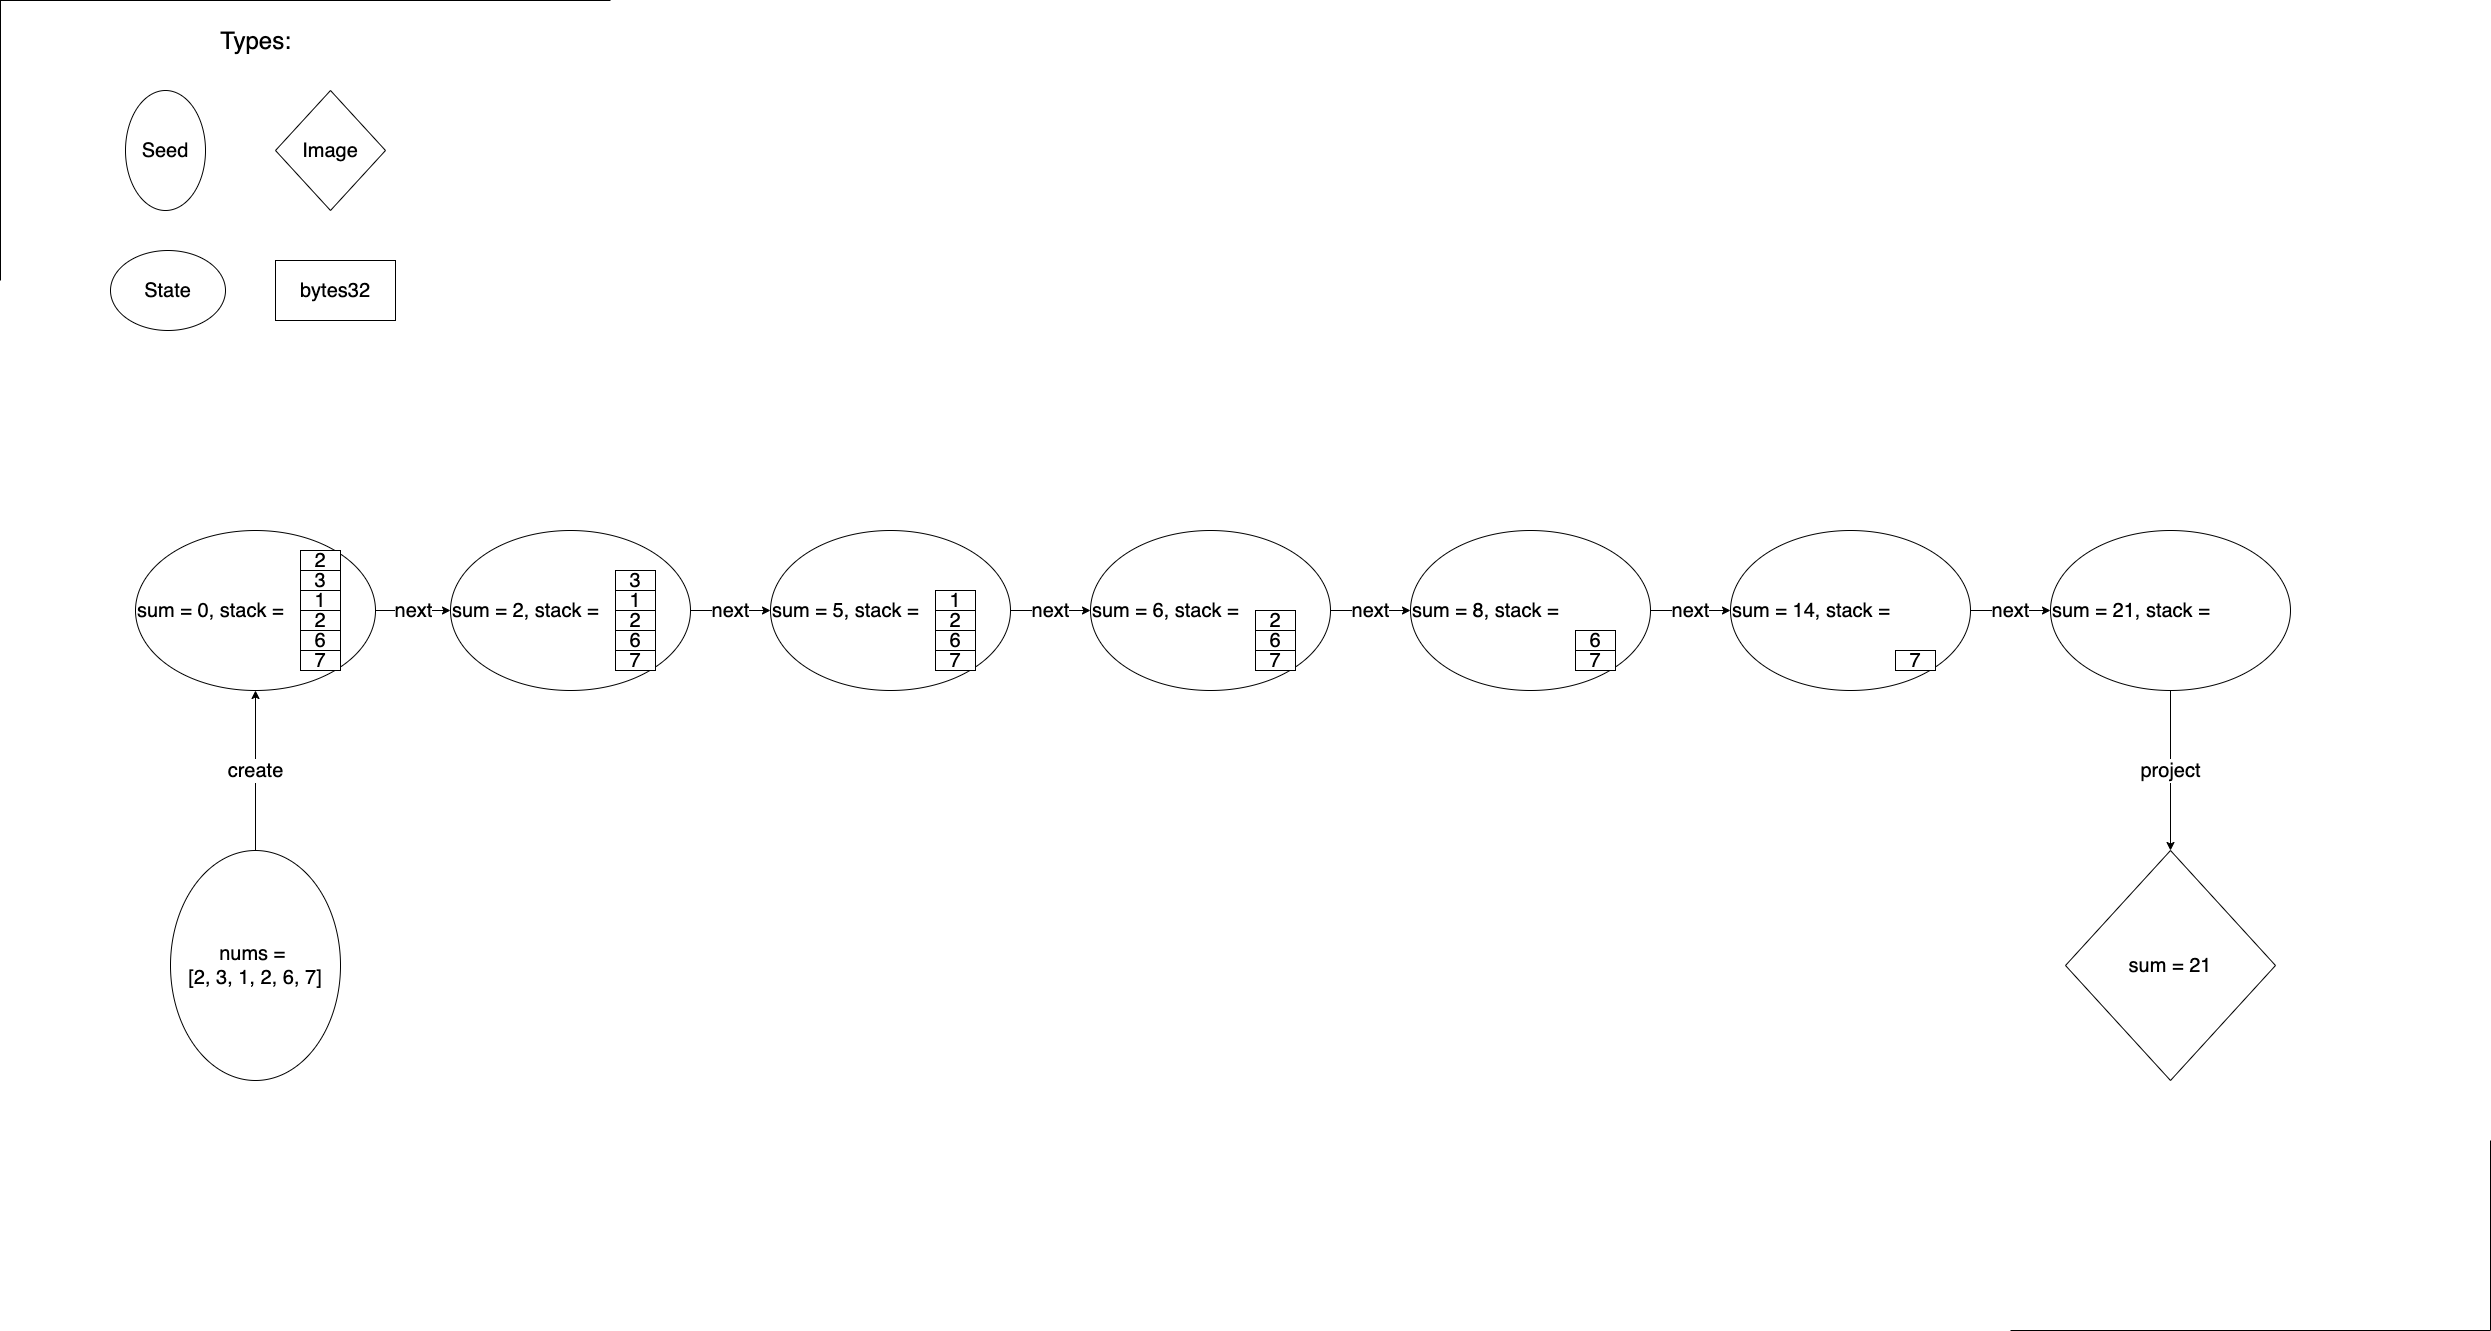 Types:
Seed
Image
State
bytes32
sum = 0, stack =
2
3
1
2
6
7
next
sum = 2, stack =
3
1
2
6
7
next
sum = 5, stack =
1
2
6
7
next
sum = 6, stack =
2
6
7
next
sum = 8, stack =
6
7
next
sum = 14, stack =
7
next
sum = 21, stack =
create
project
nums =
[2, 3, 1, 2, 6, 7]
sum = 21